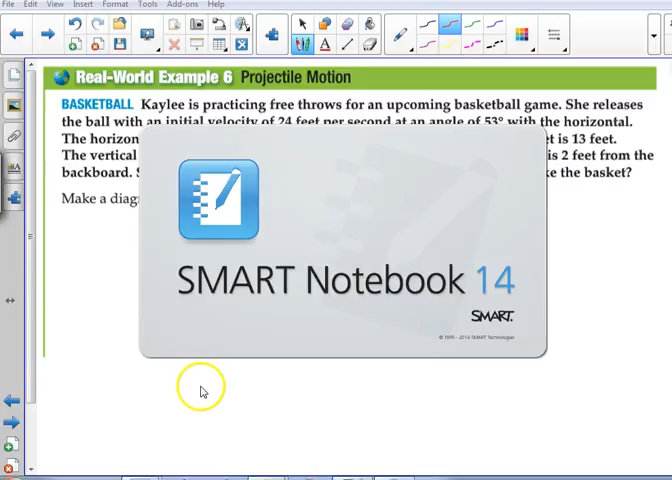 File Edit View Insert Format Tools Add-ons Help
Real-World Example 6 Projectile Motion
BASKETBALL Kaylee is practicing free throws for an upcoming basketball game. She releases
the ball with an initial velocity of 24 feet per second at an angle of 53° with the horizontal.
The horizon et is 13 feet.
The vertical is 2 feet from the
backboard. S ke the basket?
Make a diag
SMART Notebook 14
SMART
© 1995 - 2014 SMART Technologies